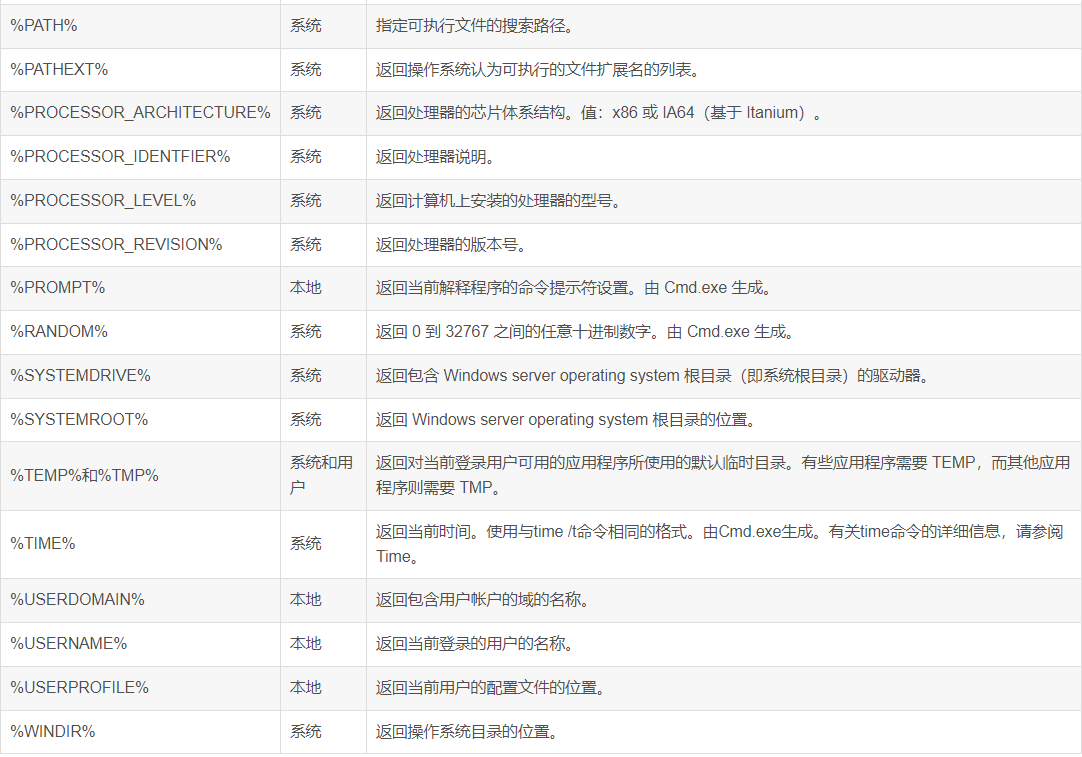 %PATH% 系统 指定可执行文件的搜索路径。
%PATHEXT% 系统 返回操作系统认为可执行的文件扩展名的列表。
%PROCESSOR_ARCHITECTURE% 系统 返回处理器的芯片体系结构。值：x86 或 IA64（基于 Itanium）。
%PROCESSOR_IDENTFIER% 系统 返回处理器说明。
%PROCESSOR_LEVEL% 系统 返回计算机上安装的处理器的型号。
%PROCESSOR_REVISION% 系统 返回处理器的版本号。
%PROMPT% 本地 返回当前解释程序的命令提示符设置。由 Cmd.exe 生成。
%RANDOM% 系统 返回 0 到 32767 之间的任意十进制数字。由 Cmd.exe 生成。
%SYSTEMDRIVE% 系统 返回包含 Windows server operating system 根目录（即系统根目录）的驱动器。
%SYSTEMROOT% 系统 返回 Windows server operating system 根目录的位置。
%TEMP%和%TMP%
系统和用
户
返回对当前登录用户可用的应用程序所使用的默认临时目录。有些应用程序需要 TEMP，而其他应用
程序则需要 TMP。
%TIME% 系统
返回当前时间。使用与time /t命令相同的格式。由Cmd.exe生成。有关time命令的详细信息，请参阅
Time。
%USERDOMAIN% 本地 返回包含用户帐户的域的名称。
%USERNAME% 本地 返回当前登录的用户的名称。
%USERPROFILE% 本地 返回当前用户的配置文件的位置。
%WINDIR% 系统 返回操作系统目录的位置。